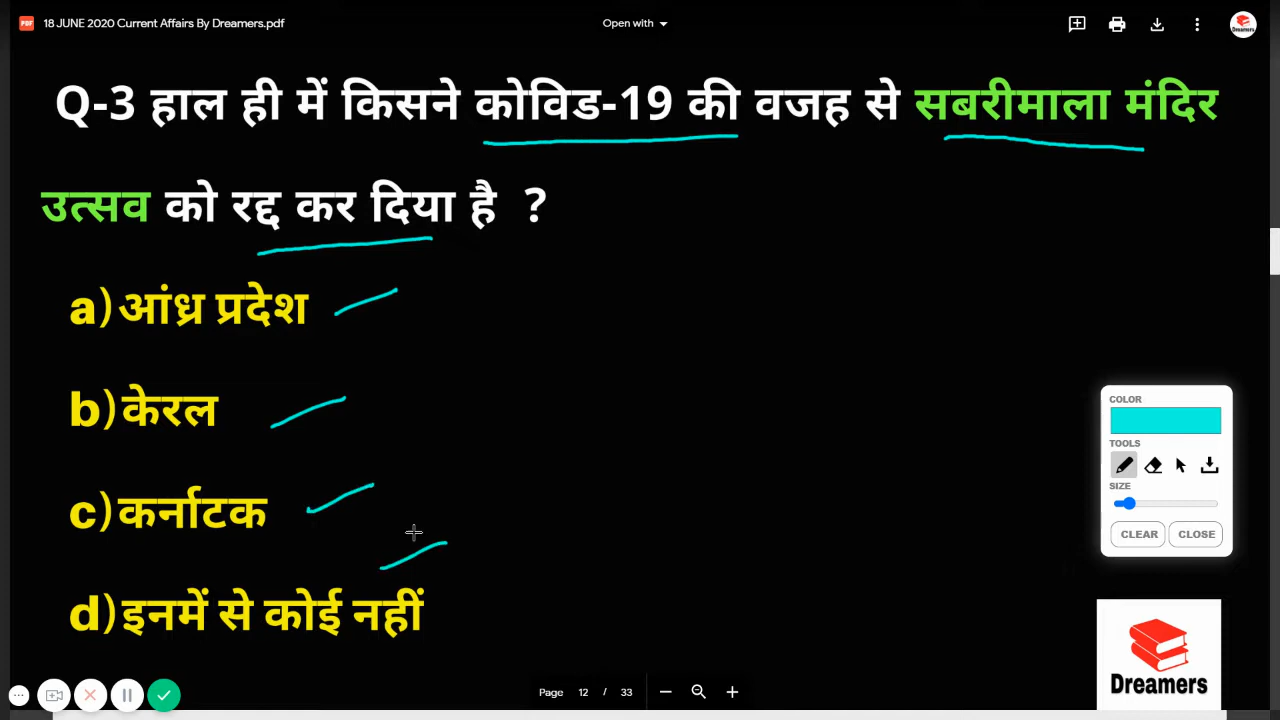 18 JUNE 2020 Current Affairs By Dreamers.pdf
Open with
Q-3 हाल ही में किसने कोविड-19 की वजह से सबरीमाला मंदिर
उत्सव को रद्द कर दिया है ?
a)आंध्र प्रदेश
b)केरल
c)कर्नाटक
d)इनमें से कोई नहीं
COLOR
TOOLS
SIZE
CLEAR CLOSE
Dreamers
Page 12 / 33